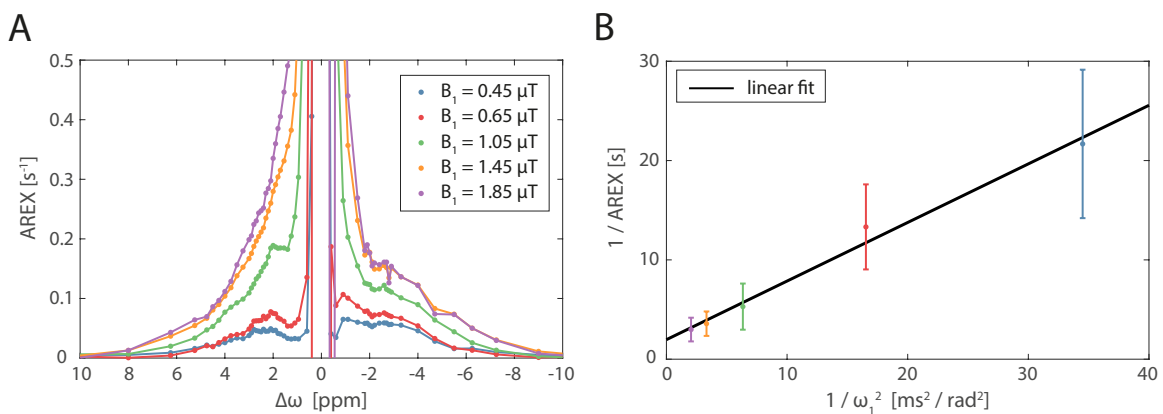 A
AREX [s⁻¹]
0.5
0.4
0.3
0.2
0.1
0
10 8 6 4 2 0 -2 -4 -6 -8 -10
Δω [ppm]
B₁ = 0.45 µT
B₁ = 0.65 µT
B₁ = 1.05 µT
B₁ = 1.45 µT
B₁ = 1.85 µT
B
1 / AREX [s]
30
20
10
0
0 10 20 30 40
1 / ω₁² [ms² / rad²]
linear fit